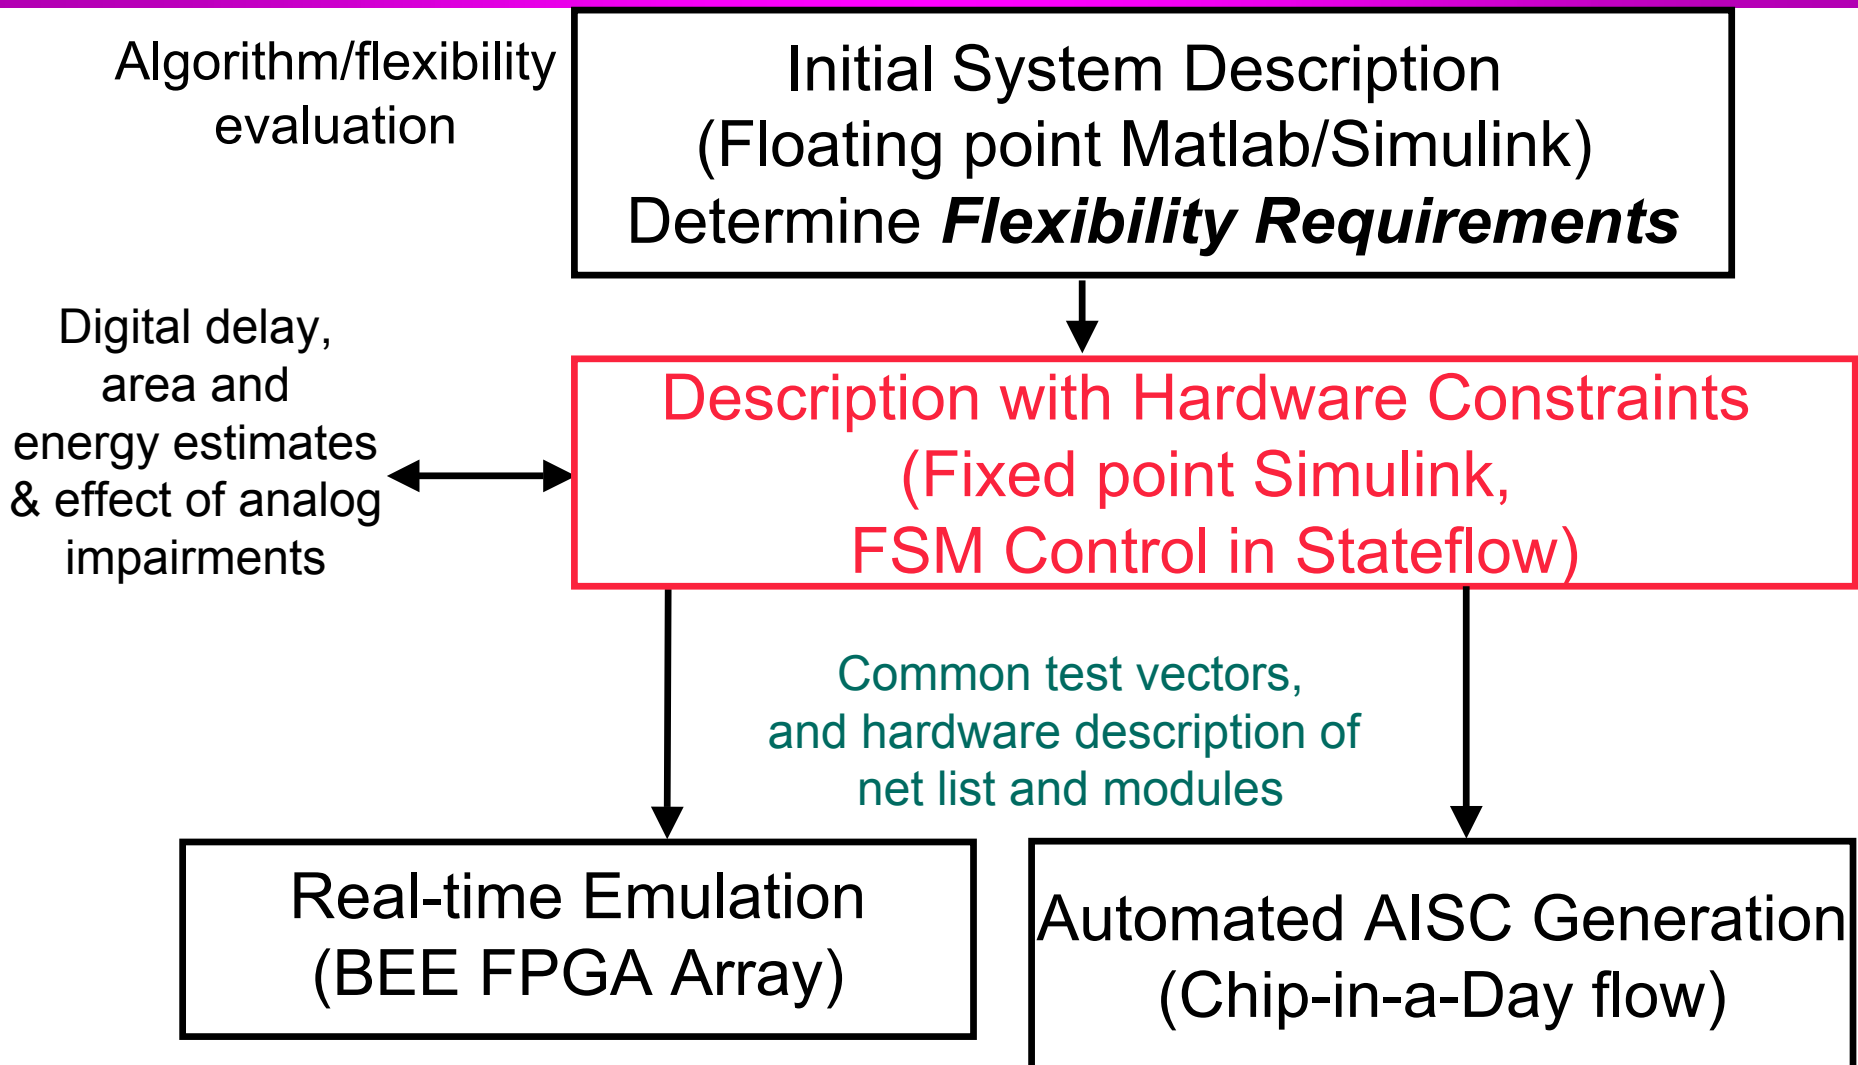 Algorithm/flexibility
evaluation
Initial System Description
(Floating point Matlab/Simulink)
Determine Flexibility Requirements
Digital delay,
area and
energy estimates
& effect of analog
impairments
Description with Hardware Constraints
(Fixed point Simulink,
FSM Control in Stateflow)
Common test vectors,
and hardware description of
net list and modules
Real-time Emulation
(BEE FPGA Array)
Automated AISC Generation
(Chip-in-a-Day flow)